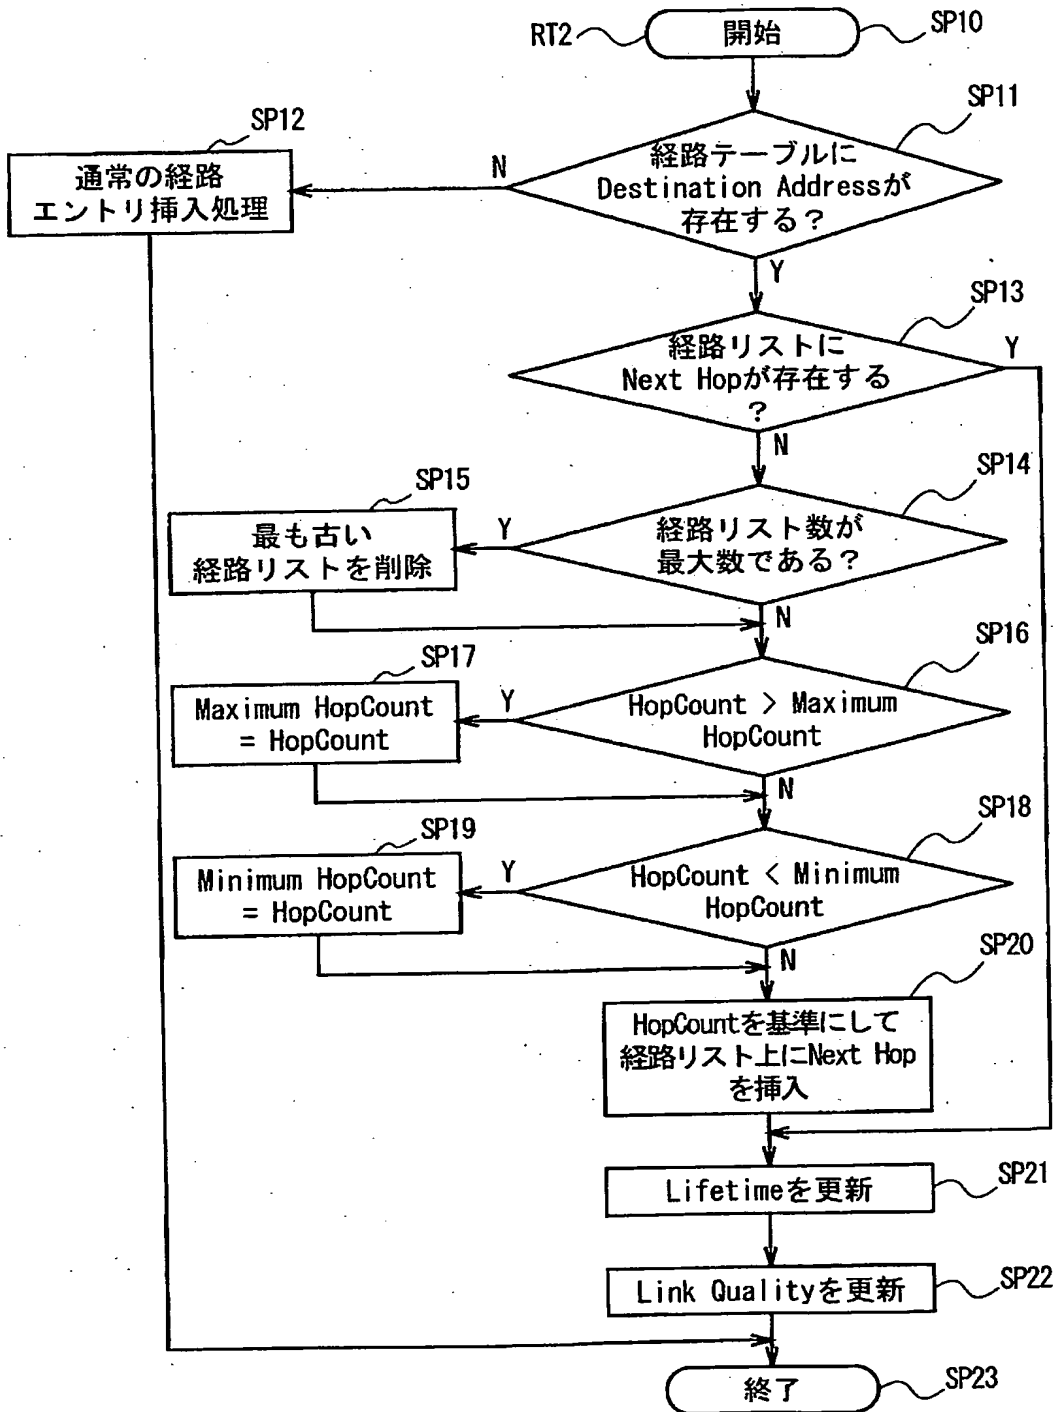 RT2
開始
SP10
SP11
経路テーブルに
Destination Addressが
存在する？
N
Y
SP12
通常の経路
エントリ挿入処理
SP13
経路リストに
Next Hopが存在する
？
Y
N
SP14
経路リスト数が
最大数である？
Y
N
SP15
最も古い
経路リストを削除
SP16
HopCount > Maximum
HopCount
Y
N
SP17
Maximum HopCount
= HopCount
SP18
HopCount < Minimum
HopCount
Y
N
SP19
Minimum HopCount
= HopCount
SP20
HopCountを基準にして
経路リスト上にNext Hop
を挿入
Lifetimeを更新
SP21
Link Qualityを更新
SP22
終了
SP23